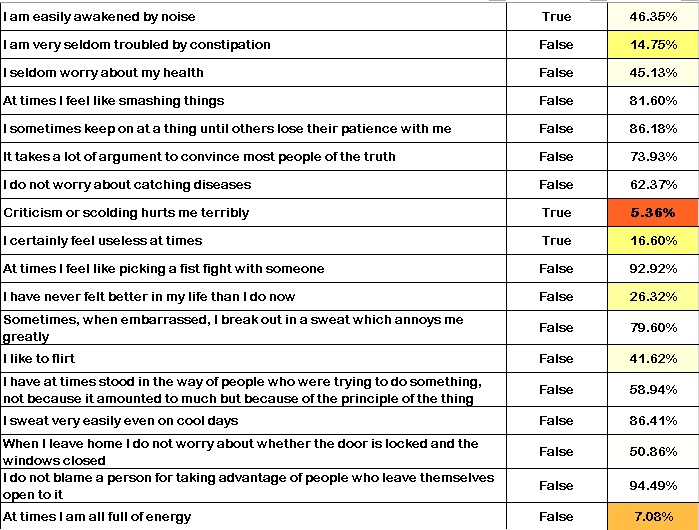 I am easily awakened by noise True 46.35%
I am very seldom troubled by constipation False 14.75%
I seldom worry about my health False 45.13%
At times I feel like smashing things False 81.60%
I sometimes keep on at a thing until others lose their patience with me False 86.18%
It takes a lot of argument to convince most people of the truth False 73.93%
I do not worry about catching diseases False 62.37%
Criticism or scolding hurts me terribly True 5.36%
I certainly feel useless at times True 16.60%
At times I feel like picking a fist fight with someone False 92.92%
I have never felt better in my life than I do now False 26.32%
Sometimes, when embarrassed, I break out in a sweat which annoys me
greatly False 79.60%
I like to flirt False 41.62%
I have at times stood in the way of people who were trying to do something,
not because it amounted to much but because of the principle of the thing False 58.94%
I sweat very easily even on cool days False 86.41%
When I leave home I do not worry about whether the door is locked and the
windows closed False 50.86%
I do not blame a person for taking advantage of people who leave themselves
open to it False 94.49%
At times I am all full of energy False 7.08%